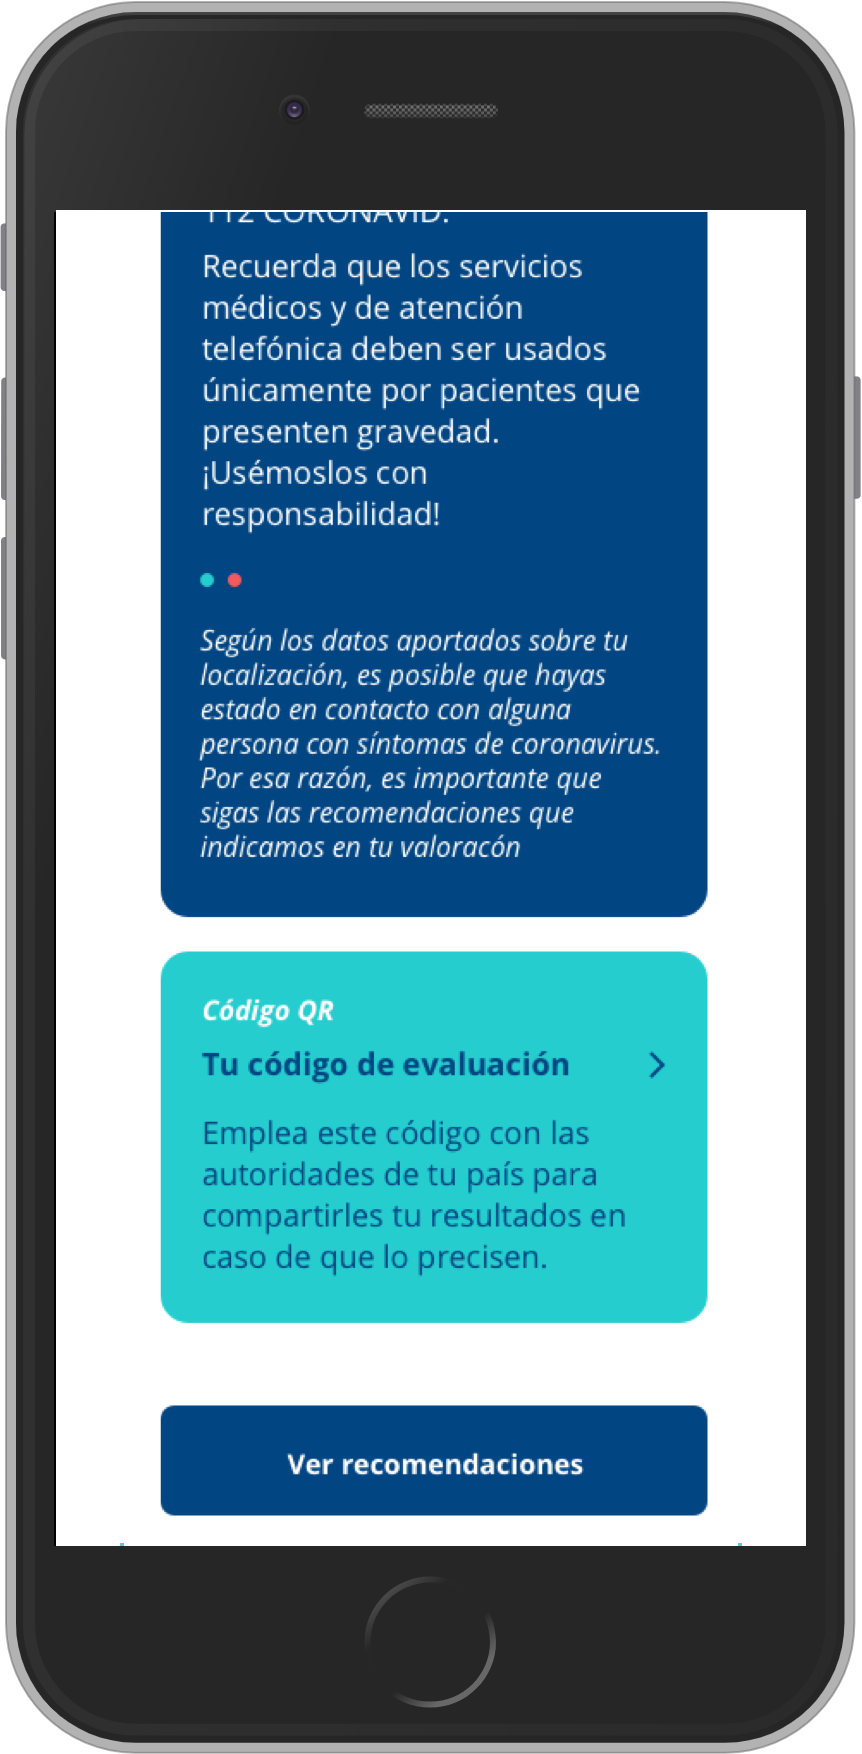 112 CORONAVID.
Recuerda que los servicios
médicos y de atención
telefónica deben ser usados
únicamente por pacientes que
presenten gravedad.
¡Usémoslos con
responsabilidad!
Según los datos aportados sobre tu
localización, es posible que hayas
estado en contacto con alguna
persona con síntomas de coronavirus.
Por esa razón, es importante que
sigas las recomendaciones que
indicamos en tu valoracón
Código QR
Tu código de evaluación
Emplea este código con las
autoridades de tu país para
compartirles tu resultados en
caso de que lo precisen.
Ver recomendaciones